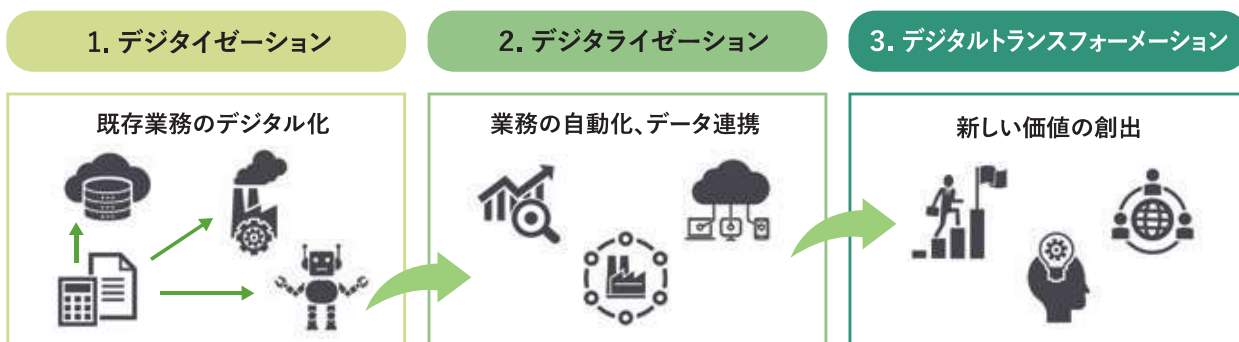 1. デジタイゼーション
2. デジタライゼーション
3. デジタルトランスフォーメーション
既存業務のデジタル化
業務の自動化、データ連携
新しい価値の創出